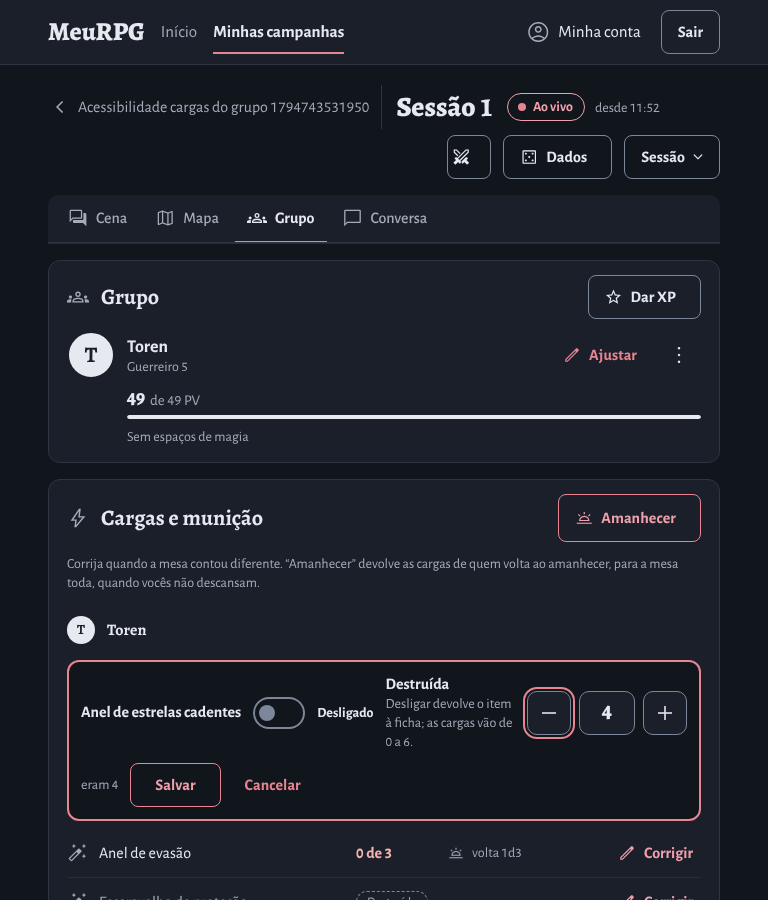 MeuRPG Início Minhas campanhas Minha conta Sair
Acessibilidade cargas do grupo 1794743531950 Sessão 1 Ao vivo desde 11:52
Dados Sessão
Cena Mapa Grupo Conversa
Grupo Dar XP
T Toren Ajustar
Guerreiro 5
49 de 49 PV
Sem espaços de magia
Cargas e munição Amanhecer
Corrija quando a mesa contou diferente. “Amanhecer” devolve as cargas de quem volta ao amanhecer, para a mesa
toda, quando vocês não descansam.
T Toren
Anel de estrelas cadentes Desligado
Destruída
Desligar devolve o item
à ficha; as cargas vão de
0 a 6.
4
eram 4 Salvar Cancelar
Anel de evasão 0 de 3 volta 1d3 Corrigir